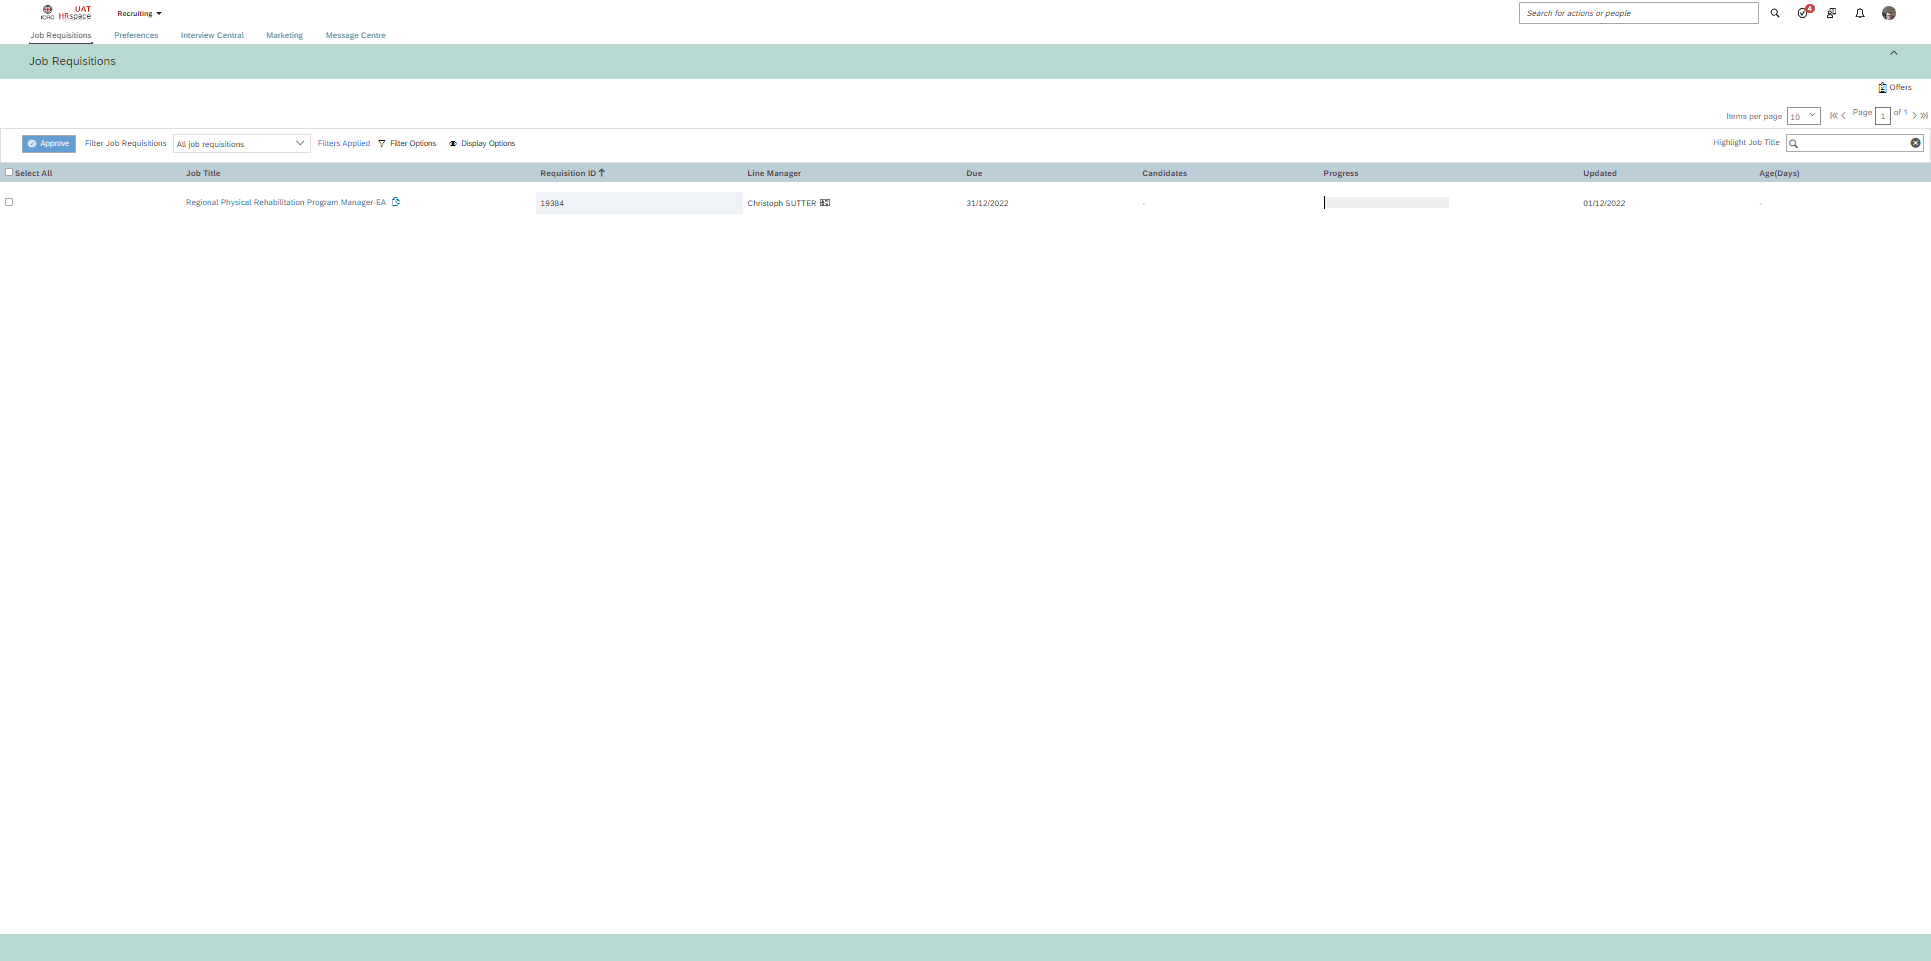 UAT
ICRC HRspace
Recruiting
Search for actions or people
4
Job Requisitions
Preferences
Interview Central
Marketing
Message Centre
Job Requisitions
Offers
Items per page 10
Page 1 of 1
Approve
Filter Job Requisitions
All job requisitions
Filters Applied
Filter Options
Display Options
Highlight Job Title
Select All
Job Title
Requisition ID
Line Manager
Due
Candidates
Progress
Updated
Age(Days)
Regional Physical Rehabilitation Program Manager-EA
19384
Christoph SUTTER
31/12/2022
-
01/12/2022
-